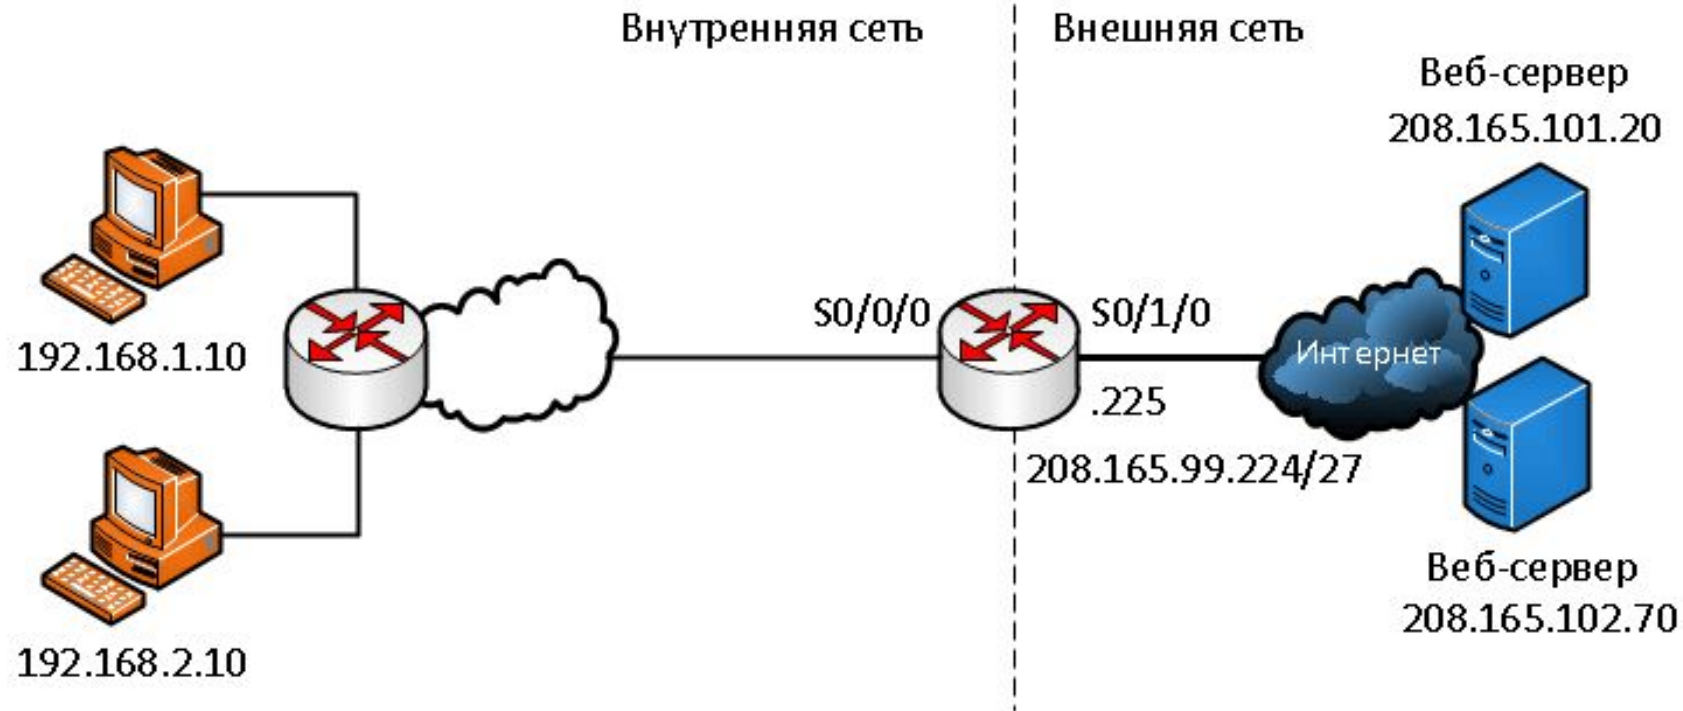 Внутренняя сеть
Внешняя сеть
Веб-сервер
208.165.101.20
192.168.1.10
S0/0/0
S0/1/0
Интернет
.225
208.165.99.224/27
Веб-сервер
208.165.102.70
192.168.2.10